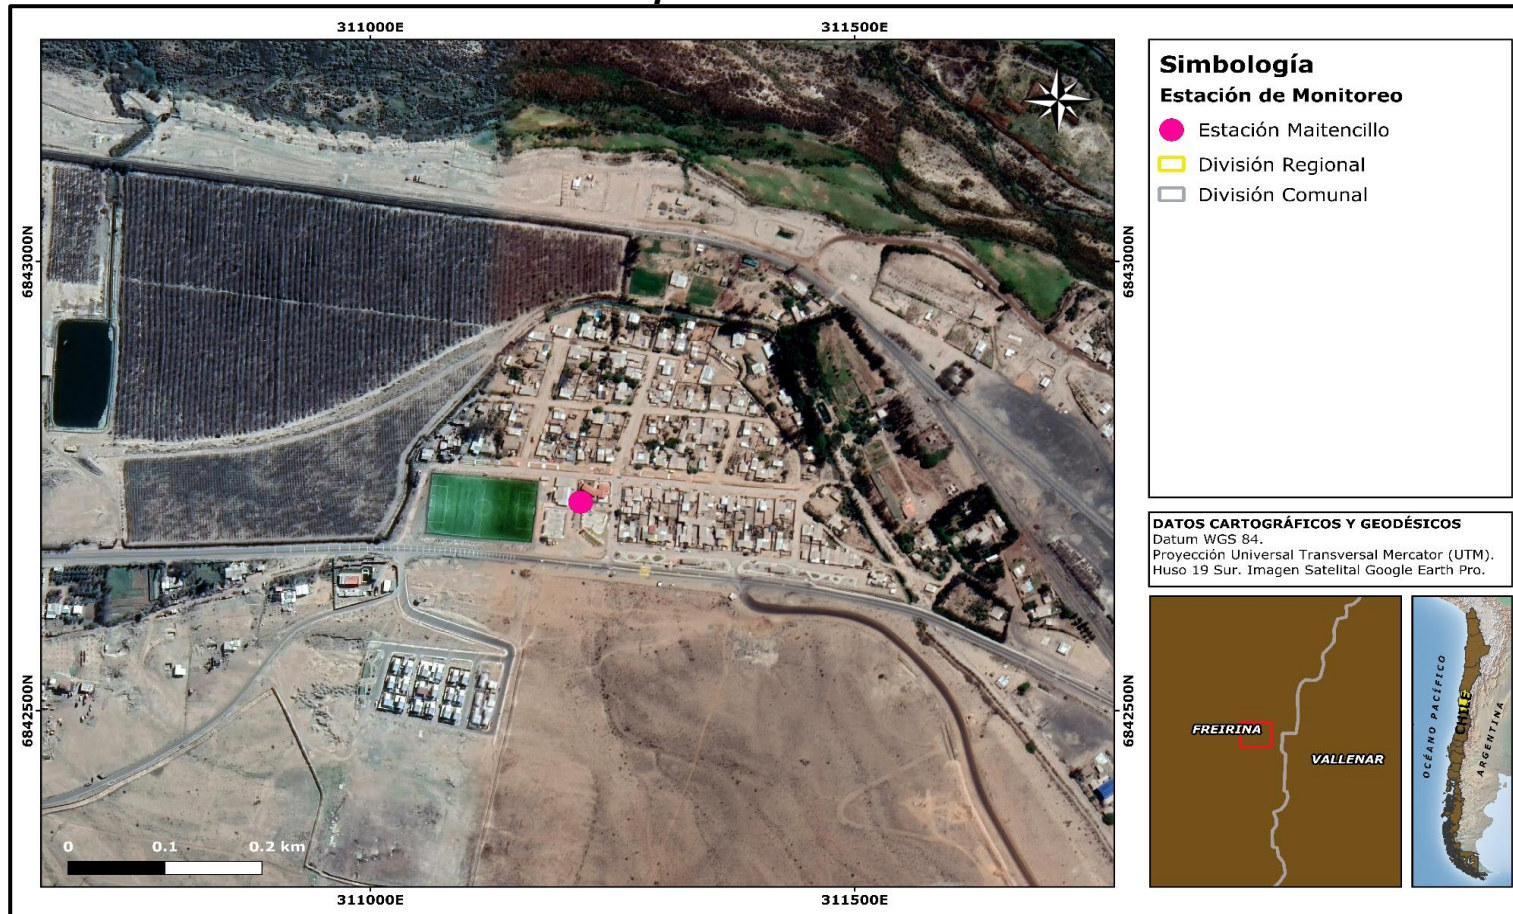 311000E
311500E
6843000N
6842500N
0
0.1
0.2 km
311000E
311500E
6843000N
6842500N
Simbología
Estación de Monitoreo
Estación Maitencillo
División Regional
División Comunal
DATOS CARTOGRÁFICOS Y GEODÉSICOS
Datum WGS 84.
Proyección Universal Transversal Mercator (UTM).
Huso 19 Sur. Imagen Satelital Google Earth Pro.
FREIRINA
VALLENAR
OCÉANO PACÍFICO
CHILE
ARGENTINA